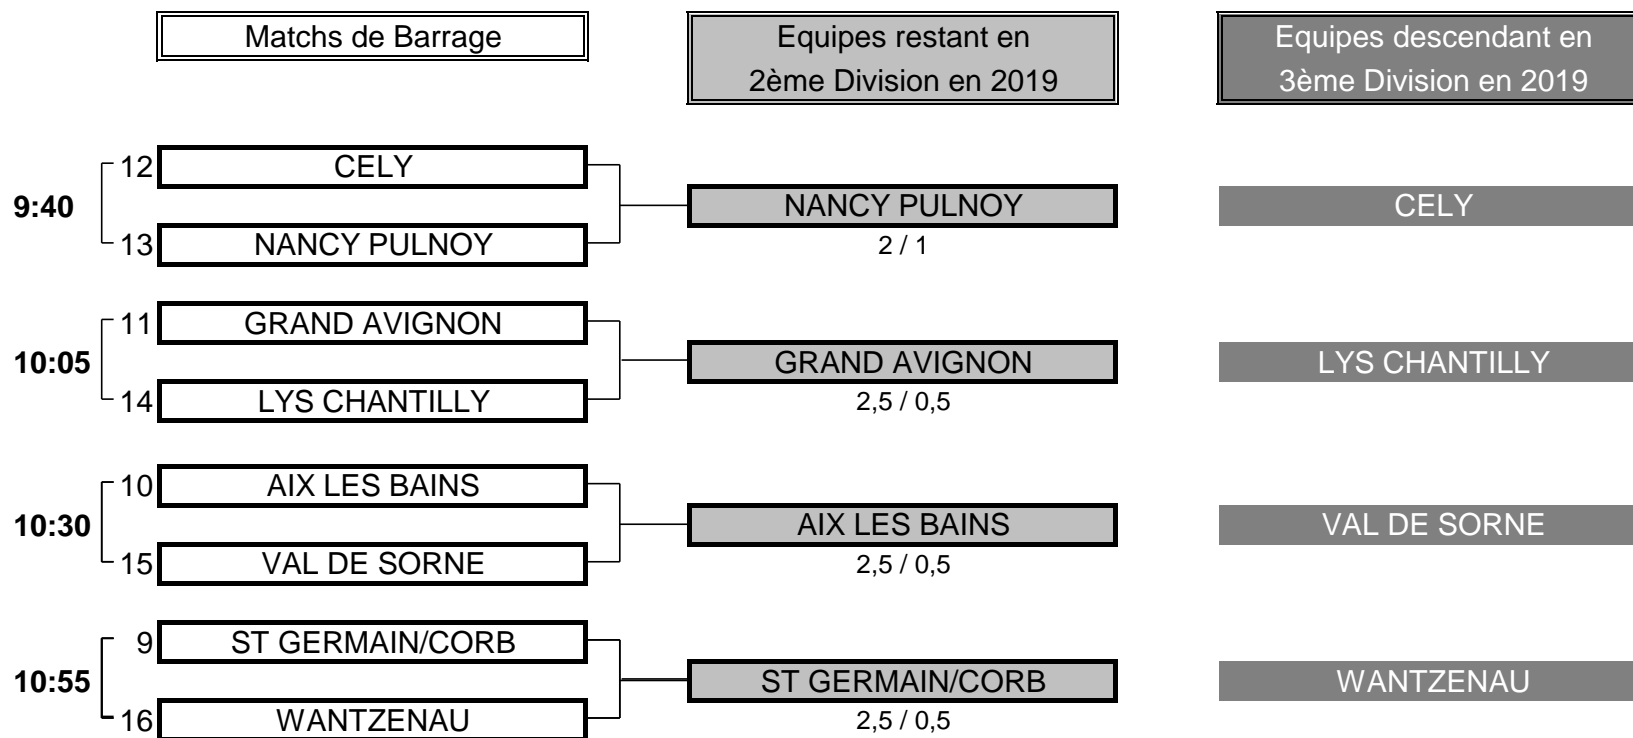 Matchs de Barrage
Equipes restant en
2ème Division en 2019
Equipes descendant en
3ème Division en 2019
9:40
12
CELY
13
NANCY PULNOY
NANCY PULNOY
2 / 1
CELY
10:05
11
GRAND AVIGNON
14
LYS CHANTILLY
GRAND AVIGNON
2,5 / 0,5
LYS CHANTILLY
10:30
10
AIX LES BAINS
15
VAL DE SORNE
AIX LES BAINS
2,5 / 0,5
VAL DE SORNE
10:55
9
ST GERMAIN/CORB
16
WANTZENAU
ST GERMAIN/CORB
2,5 / 0,5
WANTZENAU